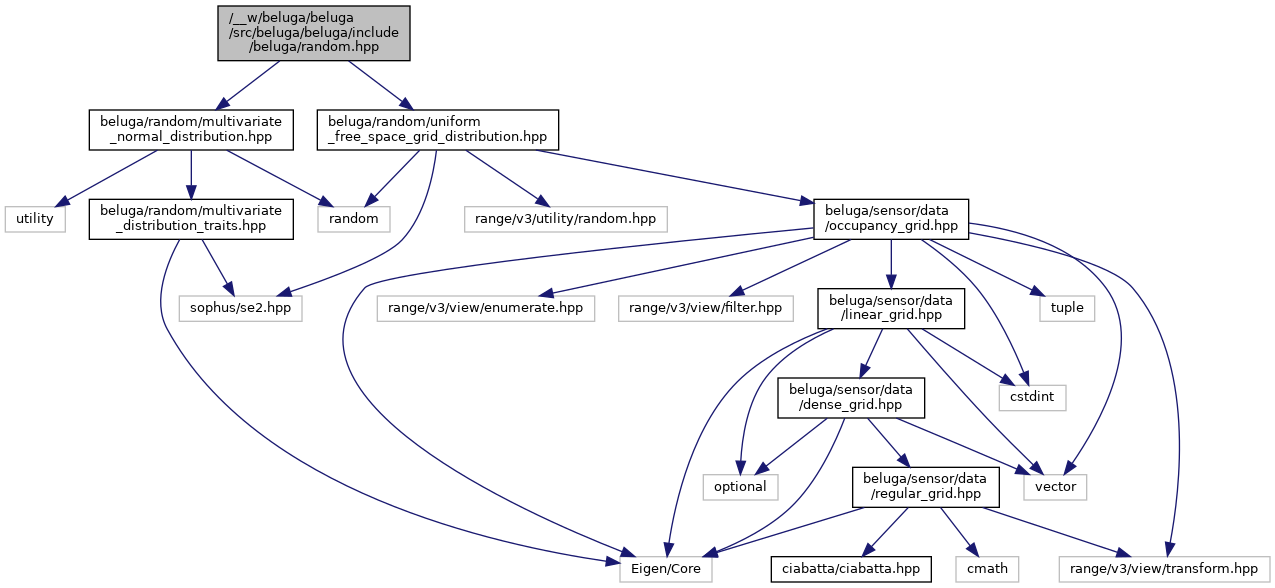 /__w/beluga/beluga
/src/beluga/beluga/include
/beluga/random.hpp
beluga/random/multivariate
_normal_distribution.hpp
beluga/random/uniform
_free_space_grid_distribution.hpp
utility
beluga/random/multivariate
_distribution_traits.hpp
random
range/v3/utility/random.hpp
beluga/sensor/data
/occupancy_grid.hpp
sophus/se2.hpp
range/v3/view/enumerate.hpp
range/v3/view/filter.hpp
beluga/sensor/data
/linear_grid.hpp
tuple
beluga/sensor/data
/dense_grid.hpp
cstdint
optional
beluga/sensor/data
/regular_grid.hpp
vector
Eigen/Core
ciabatta/ciabatta.hpp
cmath
range/v3/view/transform.hpp